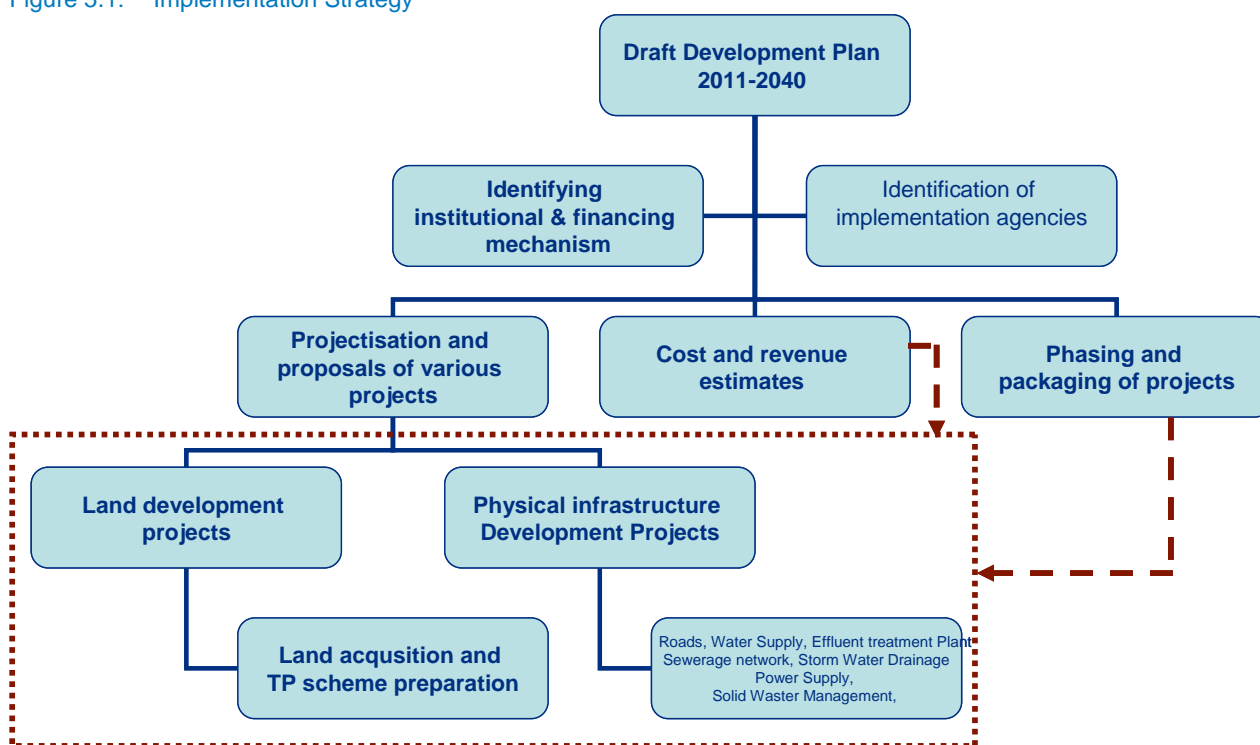 Figure 5.1. Implementation Strategy
Draft Development Plan
2011-2040
Identifying
institutional & financing
mechanism
Identification of
implementation agencies
Projectisation and
proposals of various
projects
Cost and revenue
estimates
Phasing and
packaging of projects
Land development
projects
Physical infrastructure
Development Projects
Land acqusition and
TP scheme preparation
Roads, Water Supply, Effluent treatment Plant
Sewerage network, Storm Water Drainage
Power Supply,
Solid Waster Management,